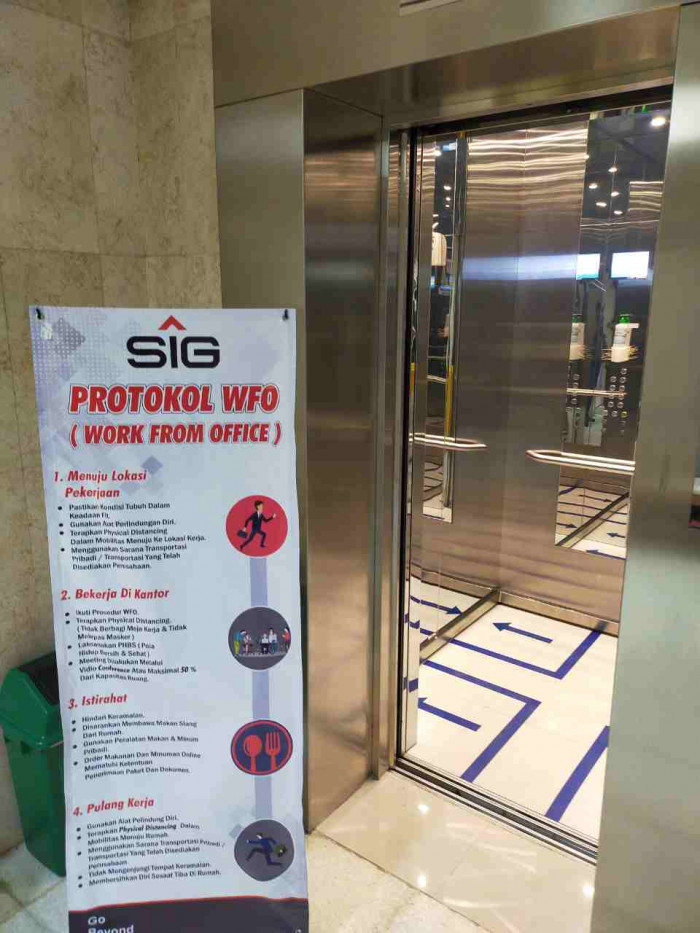 SIG
PROTOKOL WFO
( WORK FROM OFFICE )
1. Menuju Lokasi
Pekerjaan
• Pastikan Kondisi Tubuh Dalam
Keadaan Fit.
• Gunakan Alat Perlindungan Diri.
• Terapkan Physical Distancing
Dalam Mobilitas Menuju Ke Lokasi Kerja.
• Menggunakan Sarana Transportasi
Pribadi / Transportasi Yang Telah
Disediakan Perusahaan.
2. Bekerja Di Kantor
• Ikuti Prosedur WFO.
• Terapkan Physical Distancing.
( Tidak Berbagi Meja Kerja & Tidak
Melepas Masker )
• Laksanakan PHBS ( Pola
Hidup Bersih & Sehat )
• Meeting Dilakukan Melalui
Vidio Conference Atau Maksimal 50 %
Dari Kapasitas Ruang.
3. Istirahat
• Hindari Keramaian.
• Disarankan Membawa Makan Siang
Dari Rumah.
• Gunakan Peralatan Makan & Minum
Pribadi.
• Order Makanan Dan Minuman Online
Mematuhi Ketentuan
Penerimaan Paket Dan Dokumen.
4. Pulang Kerja
• Gunakan Alat Pelindung Diri.
• Terapkan Physical Distancing Dalam
Mobilitas Menuju Rumah.
• Menggunakan Sarana Transportasi Pribadi /
Transportasi Yang Telah Disediakan
Perusahaan.
• Tidak Mengunjungi Tempat Keramaian.
• Membersihkan Diri Sesaat Tiba Di Rumah.
Go
Beyond